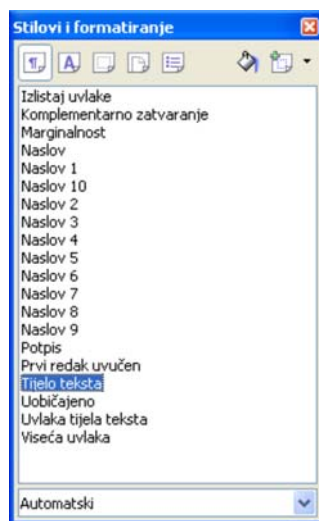 Stilovi i formatiranje
Izlistaj uvlake
Komplementarno zatvaranje
Marginalnost
Naslov
Naslov 1
Naslov 10
Naslov 2
Naslov 3
Naslov 4
Naslov 5
Naslov 6
Naslov 7
Naslov 8
Naslov 9
Potpis
Prvi redak uvučen
Tijelo teksta
Uobičajeno
Uvlaka tijela teksta
Viseća uvlaka
Automatski